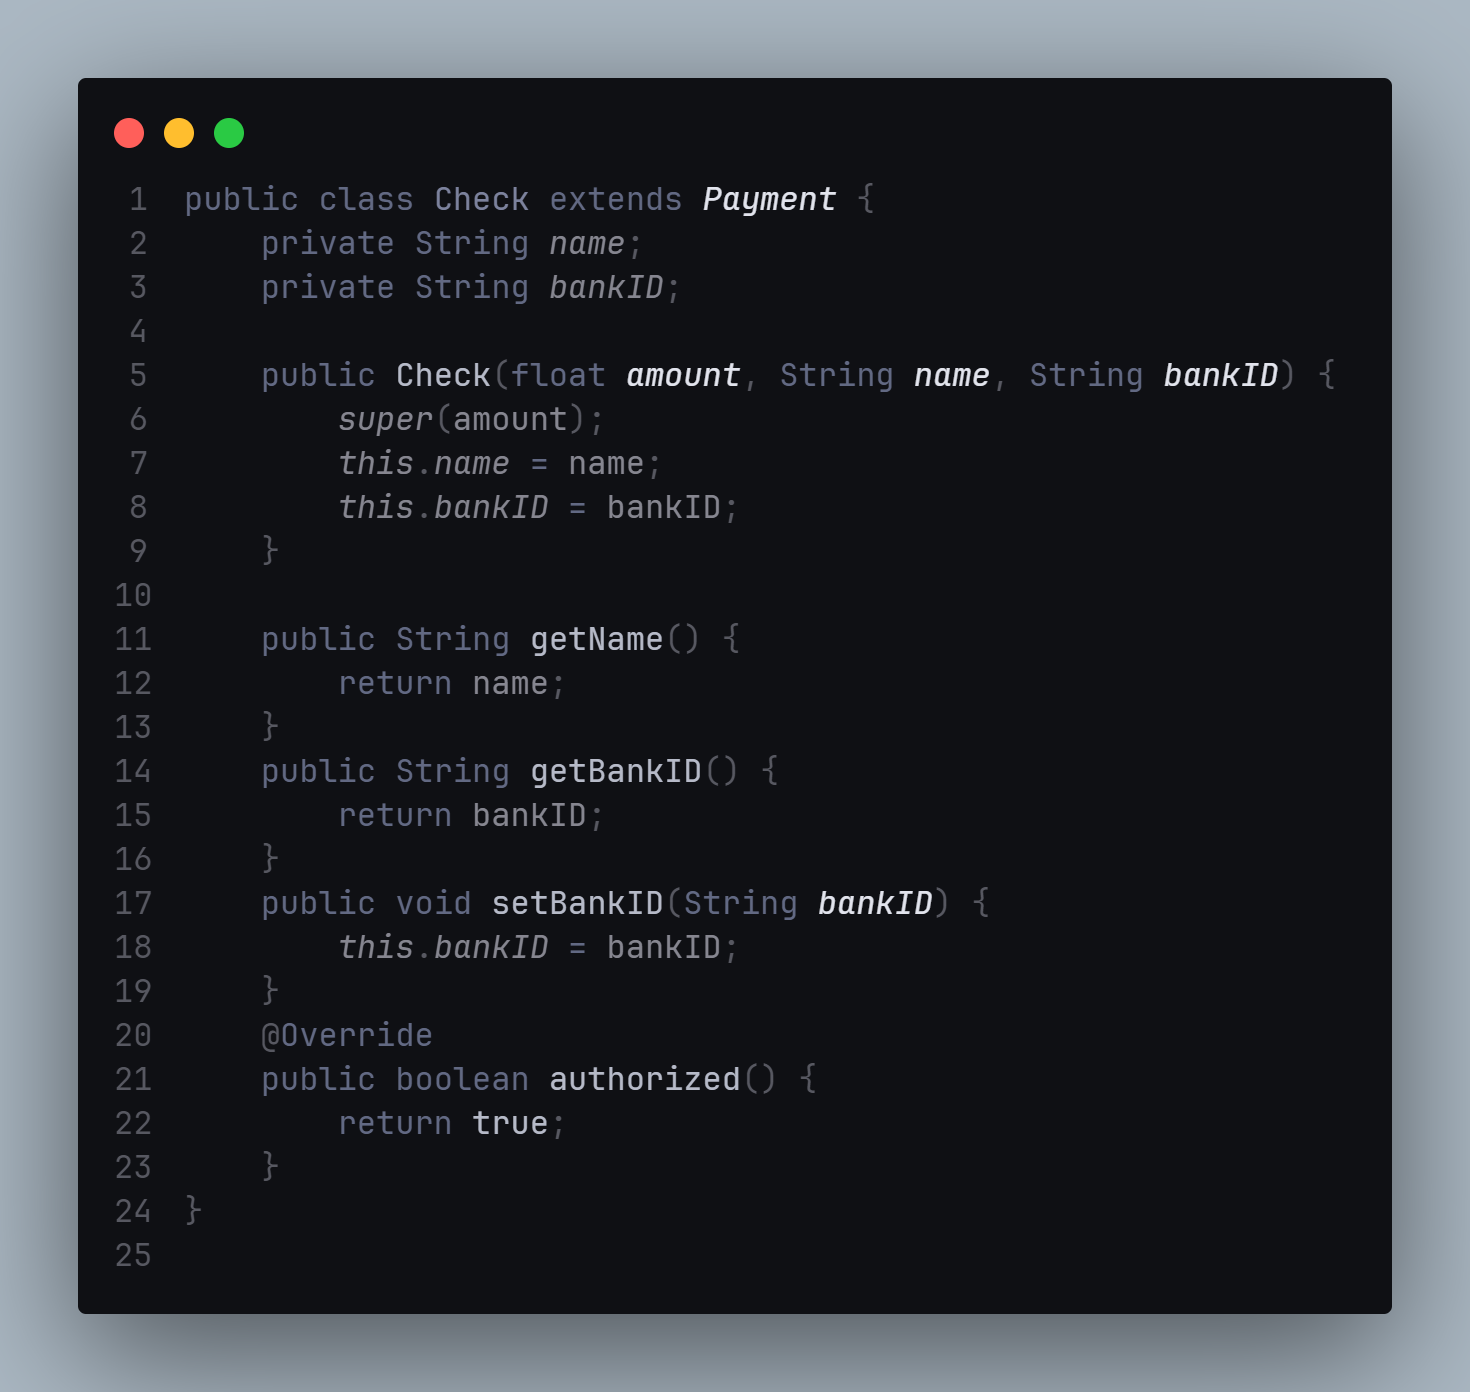 1 public class Check extends Payment {
2     private String name;
3     private String bankID;
4
5     public Check(float amount, String name, String bankID) {
6         super(amount);
7         this.name = name;
8         this.bankID = bankID;
9     }
10
11     public String getName() {
12         return name;
13     }
14     public String getBankID() {
15         return bankID;
16     }
17     public void setBankID(String bankID) {
18         this.bankID = bankID;
19     }
20     @Override
21     public boolean authorized() {
22         return true;
23     }
24 }
25